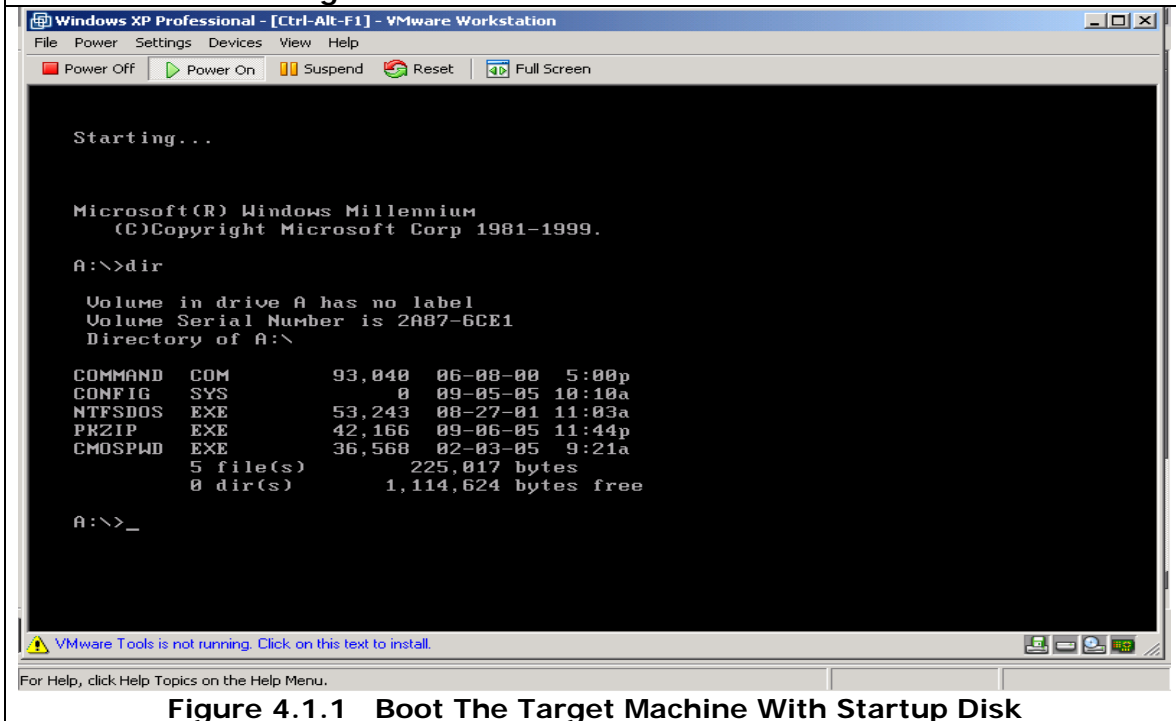 Windows XP Professional - [Ctrl-Alt-F1] - VMware Workstation
File Power Settings Devices View Help
Power Off Power On Suspend Reset Full Screen
Starting...
Microsoft(R) Windows Millennium
(C)Copyright Microsoft Corp 1981-1999.
A:\>dir
Volume in drive A has no label
Volume Serial Number is 2A87-6CE1
Directory of A:\
COMMAND COM 93,040 06-08-00 5:00p
CONFIG SYS 0 09-05-05 10:10a
NTFSDOS EXE 53,243 08-27-01 11:03a
PKZIP EXE 42,166 09-06-05 11:44p
CMOSPWD EXE 36,568 02-03-05 9:21a
5 file(s) 225,017 bytes
0 dir(s) 1,114,624 bytes free
A:\>_
VMware Tools is not running. Click on this text to install.
For Help, click Help Topics on the Help Menu.
Figure 4.1.1 Boot The Target Machine With Startup Disk